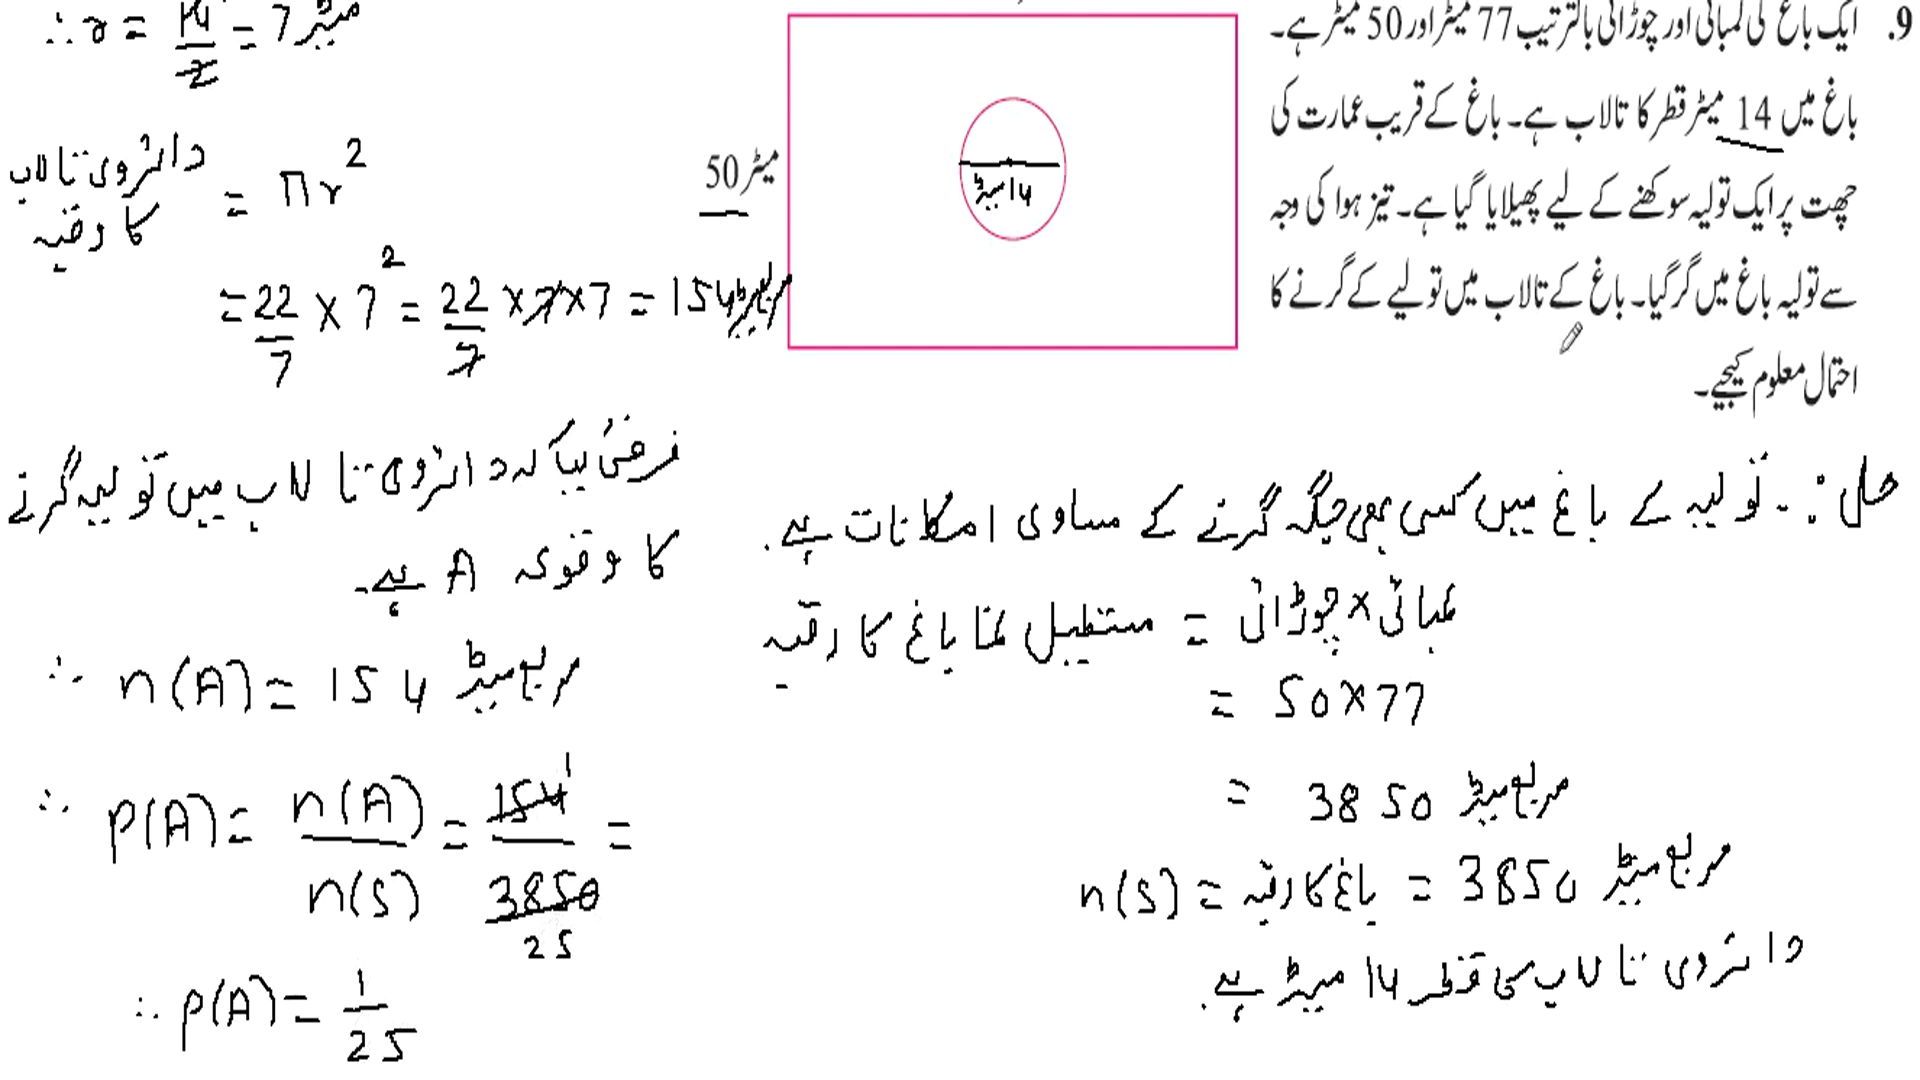 9. ایک باغ کی لمبائی اور چوڑائی بالترتیب 77 میٹر اور 50 میٹر ہے۔
باغ میں 14 میٹر قطر کا تالاب ہے۔ باغ کے قریب عمارت کی
چھت پر ایک تولیہ سوکھنے کے لیے پھیلایا گیا ہے۔ تیز ہوا کی وجہ
سے تولیہ باغ میں گر گیا۔ باغ کے تالاب میں تولیے کے گرنے کا
احتمال معلوم کیجیے۔
50 میٹر
14 میٹر
حل :۔ تولیہ کے باغ میں کسی بھی جگہ گرنے کے مساوی امکانات ہے۔
مستطیل نما باغ کا رقبہ = لمبائی × چوڑائی
= 50 × 77
= 3850 مربع میٹر
n(S) = باغ کا رقبہ = 3850 مربع میٹر
دائروی تالاب کی قطر 14 میٹر ہے۔
∴ r = 14/2 = 7 میٹر
دائروی تالاب کا رقبہ = πr²
= 22/7 × 7² = 22/7 × 7 × 7 = 154 مربع میٹر
فرض کیا کہ دائروی تالاب میں تولیہ گرنے
کا وقوعہ A ہے۔
∴ n(A) = 154 مربع میٹر
∴ P(A) = n(A)/n(S) = 154/3850 =
1
25
∴ P(A) = 1/25